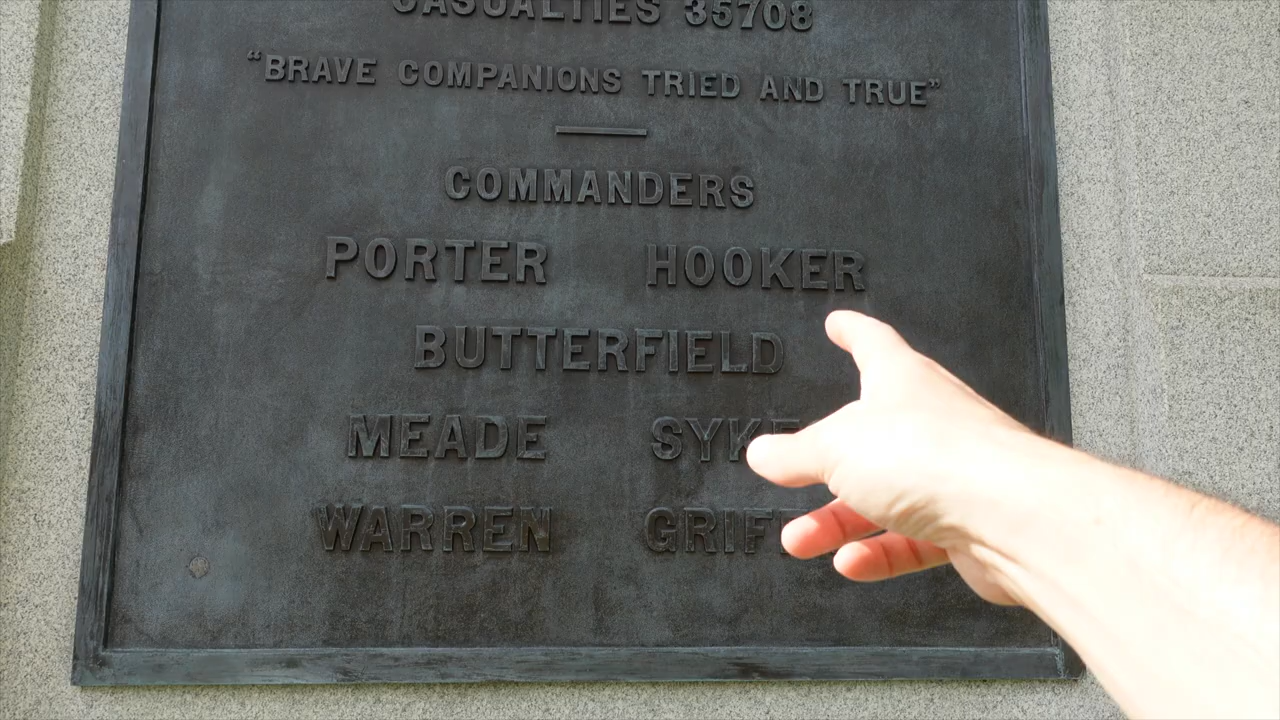 CASUALTIES 35708
“BRAVE COMPANIONS TRIED AND TRUE”
COMMANDERS
PORTER HOOKER
BUTTERFIELD
MEADE
WARREN